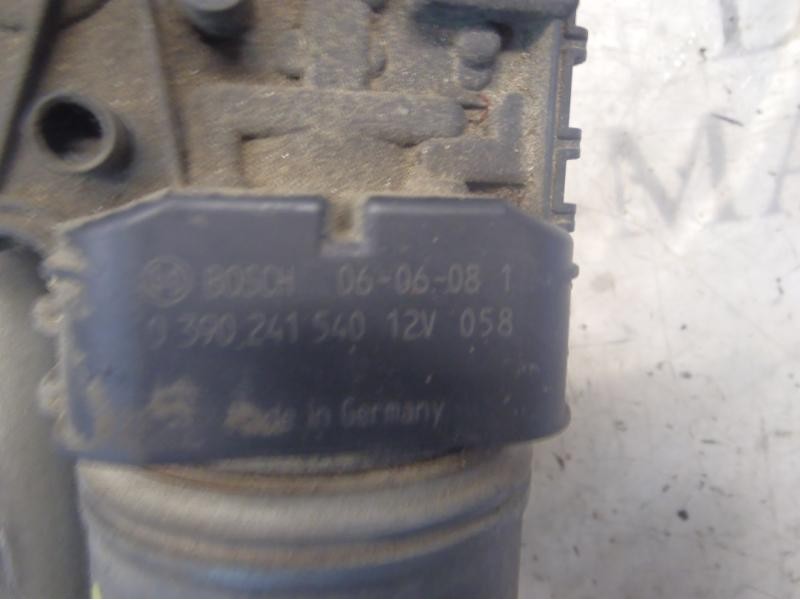 BOSCH 06-06-08 1
0 390 241 540 12V 058
Made in Germany